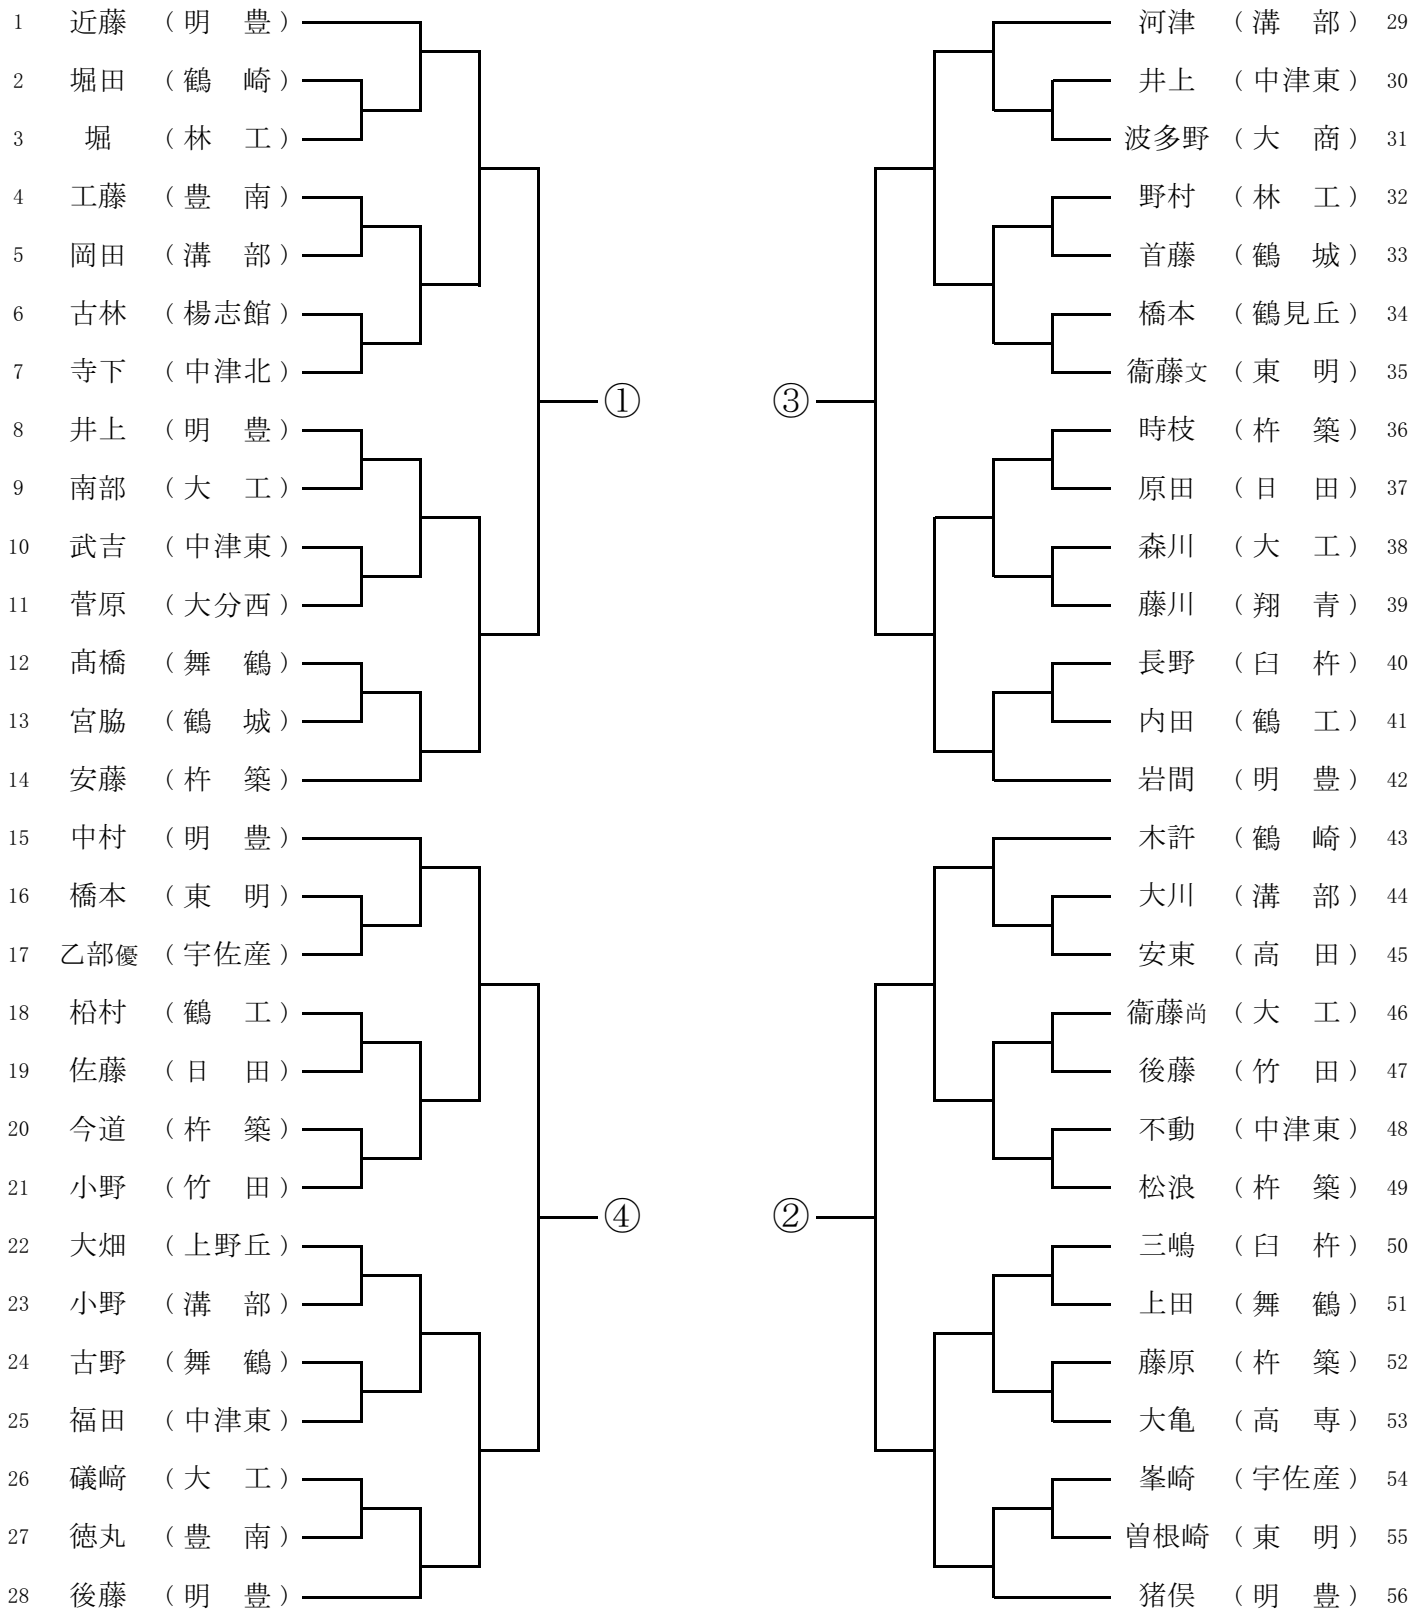 1 近藤 （明　豊）
2 堀田 （鶴　崎）
3 堀 （林　工）
4 工藤 （豊　南）
5 岡田 （溝　部）
6 古林 （楊志館）
7 寺下 （中津北）
8 井上 （明　豊）
9 南部 （大　工）
10 武吉 （中津東）
11 菅原 （大分西）
12 髙橋 （舞　鶴）
13 宮脇 （鶴　城）
14 安藤 （杵　築）
①
15 中村 （明　豊）
16 橋本 （東　明）
17 乙部優 （宇佐産）
18 枌村 （鶴　工）
19 佐藤 （日　田）
20 今道 （杵　築）
21 小野 （竹　田）
22 大畑 （上野丘）
23 小野 （溝　部）
24 古野 （舞　鶴）
25 福田 （中津東）
26 礒﨑 （大　工）
27 徳丸 （豊　南）
28 後藤 （明　豊）
④
河津 （溝　部） 29
井上 （中津東） 30
波多野 （大　商） 31
野村 （林　工） 32
首藤 （鶴　城） 33
橋本 （鶴見丘） 34
衞藤文 （東　明） 35
時枝 （杵　築） 36
原田 （日　田） 37
森川 （大　工） 38
藤川 （翔　青） 39
長野 （臼　杵） 40
内田 （鶴　工） 41
岩間 （明　豊） 42
③
木許 （鶴　崎） 43
大川 （溝　部） 44
安東 （高　田） 45
衞藤尚 （大　工） 46
後藤 （竹　田） 47
不動 （中津東） 48
松浪 （杵　築） 49
三嶋 （臼　杵） 50
上田 （舞　鶴） 51
藤原 （杵　築） 52
大亀 （高　専） 53
峯崎 （宇佐産） 54
曽根崎 （東　明） 55
猪俣 （明　豊） 56
②